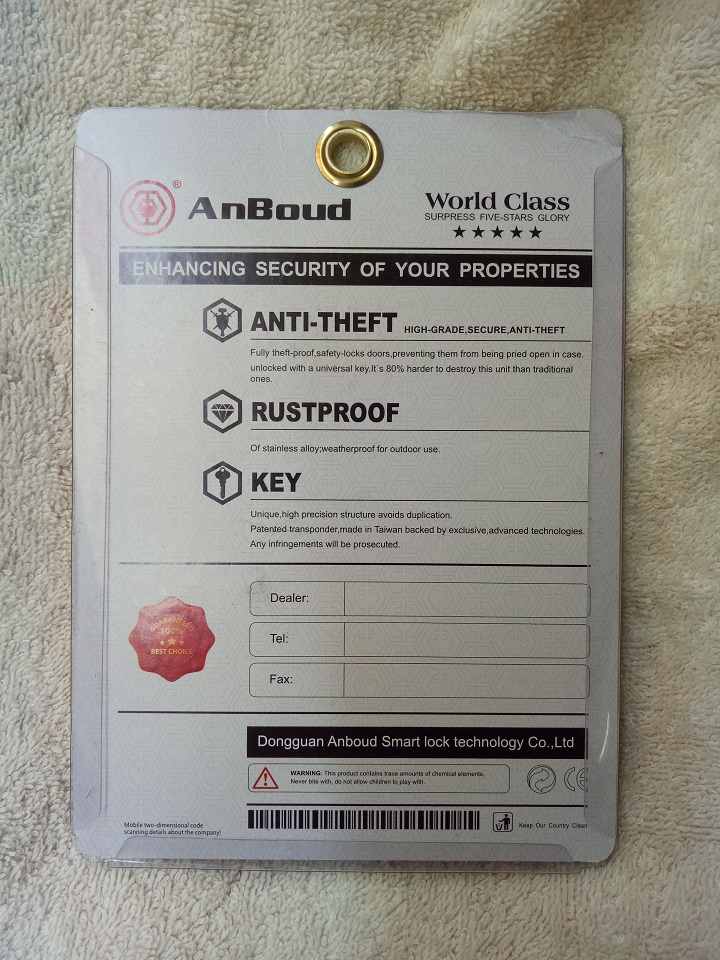 ® AnBoud
World Class
SURPRESS FIVE-STARS GLORY
ENHANCING SECURITY OF YOUR PROPERTIES
ANTI-THEFT HIGH-GRADE,SECURE,ANTI-THEFT
Fully theft-proof,safety-locks doors,preventing them from being pried open in case.
unlocked with a universal key.It`s 80% harder to destroy this unit than traditional
ones.
RUSTPROOF
Of stainless alloy;weatherproof for outdoor use.
KEY
Unique,high precision structure avoids duplication.
Patented transponder,made in Taiwan backed by exclusive,advanced technologies.
Any infringements will be prosecuted.
GUARANTEED
100%
BEST CHOICE
Dealer:
Tel:
Fax:
Dongguan Anboud Smart lock technology Co.,Ltd
WARNING: This product contains trace amounts of chemical elements,
Never bite with, do not allow children to play with.
CE
Mobile two-dimensional code
scanning details about the company!
Keep Our Country Clean